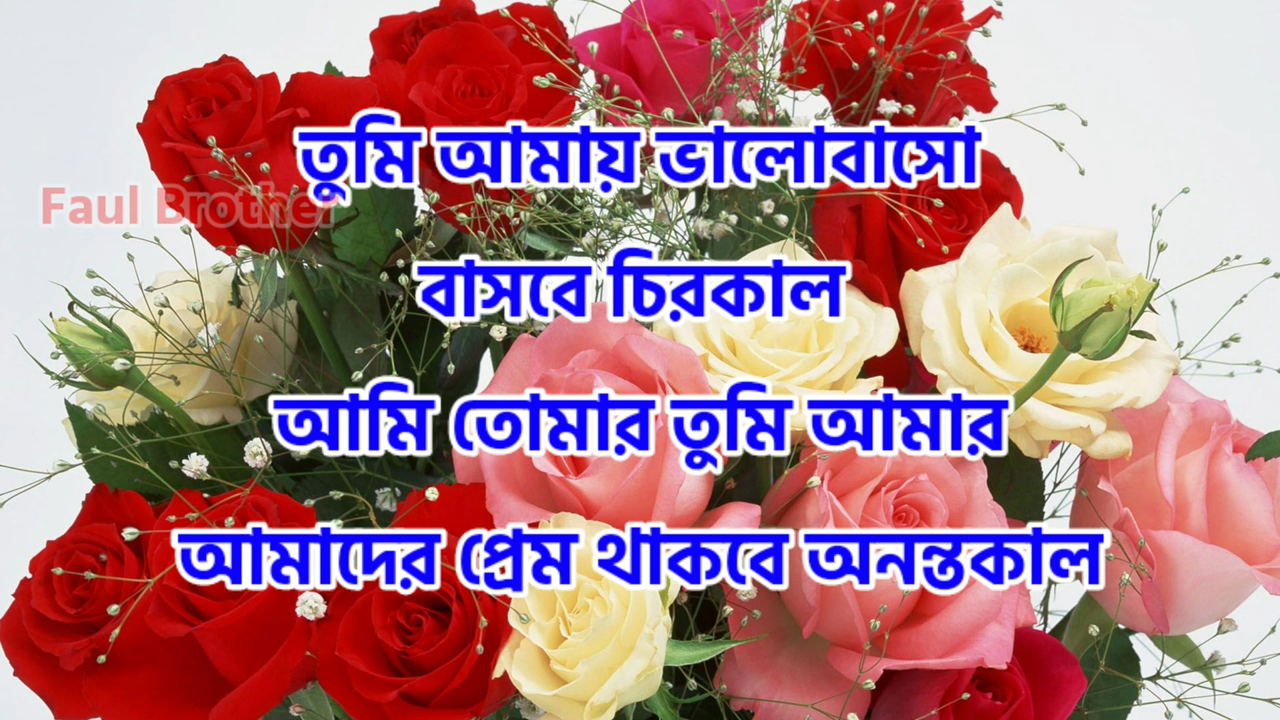 তুমি আমায় ভালোবাসো
Faul Brother
বাসবে চিরকাল
আমি তোমার তুমি আমার
আমাদের প্রেম থাকবে অনন্তকাল